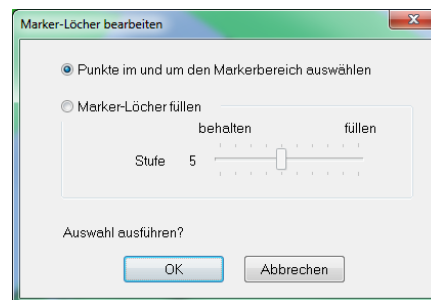 Marker-Löcher bearbeiten
Punkte im und um den Markerbereich auswählen
Marker-Löcher füllen
behalten füllen
Stufe 5
Auswahl ausführen?
OK Abbrechen